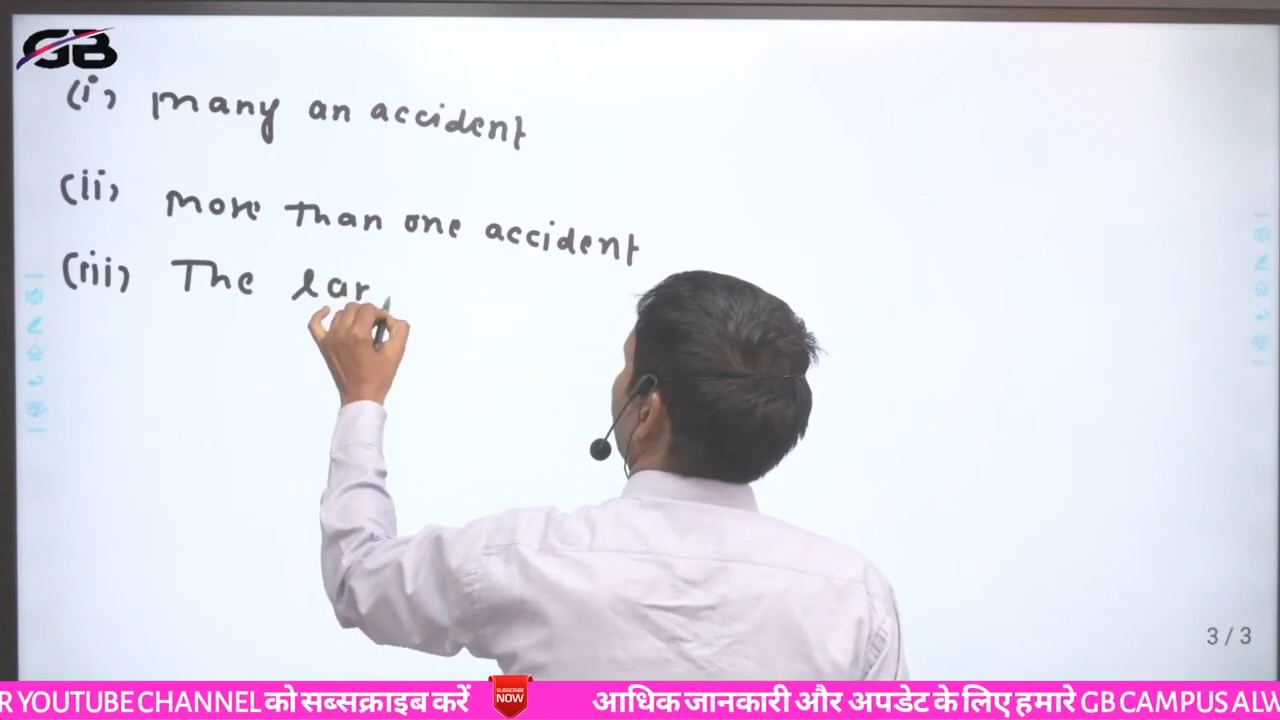 GB
(i) many an accident
(ii) more than one accident
(iii) The lar
3 / 3
R YOUTUBE CHANNEL को सब्सक्राइब करें SUBSCRIBE NOW आधिक जानकारी और अपडेट के लिए हमारे GB CAMPUS ALW